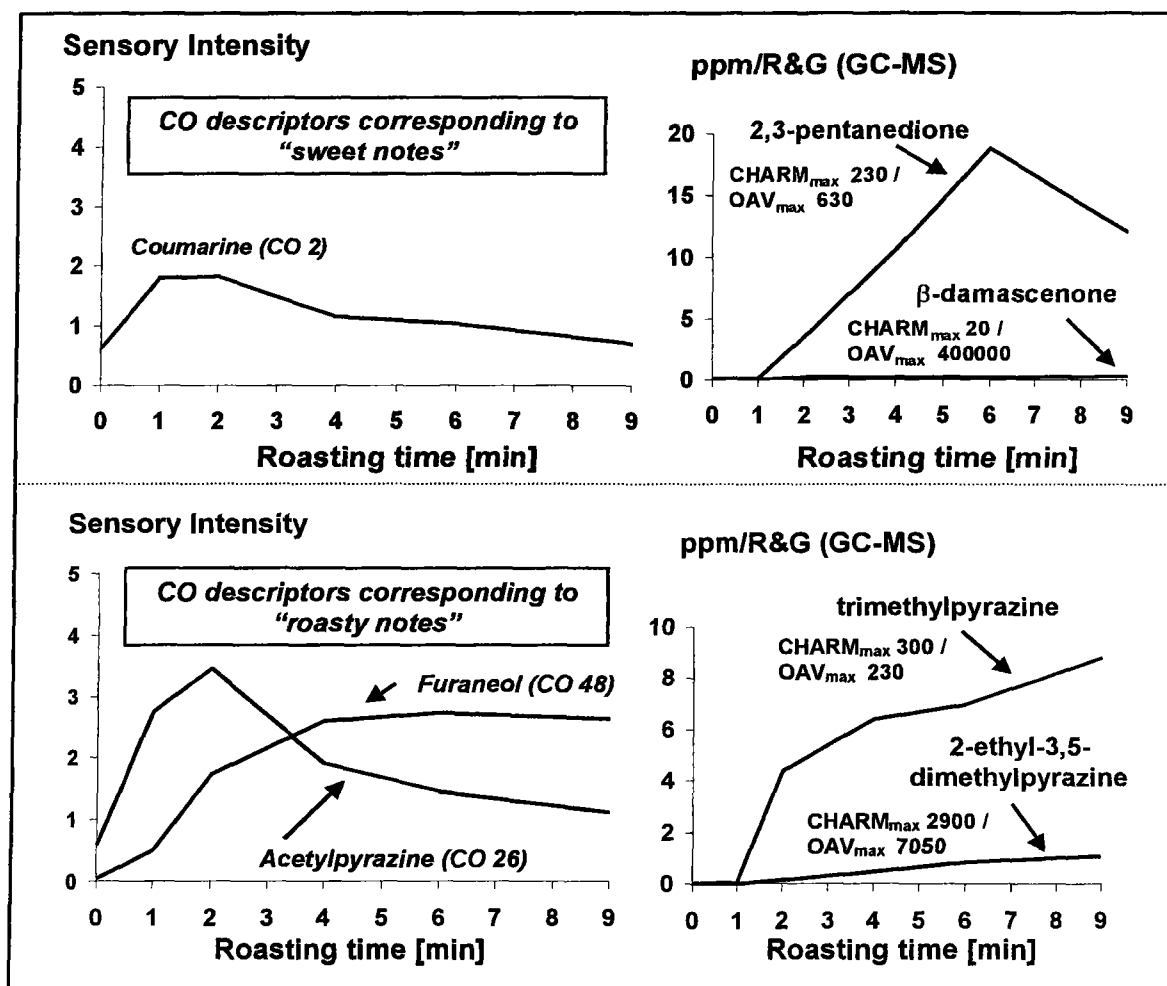 Sensory Intensity
5
4
3
2
1
0
CO descriptors corresponding to
“sweet notes”
Coumarine (CO 2)
0 1 2 3 4 5 6 7 8 9
Roasting time [min]
ppm/R&G (GC-MS)
20
15
10
5
0
2,3-pentanedione
CHARMmax 230 /
OAVmax 630
β-damascenone
CHARMmax 20 /
OAVmax 400000
0 1 2 3 4 5 6 7 8 9
Roasting time [min]
Sensory Intensity
5
4
3
2
1
0
CO descriptors corresponding to
“roasty notes”
Furaneol (CO 48)
Acetylpyrazine (CO 26)
0 1 2 3 4 5 6 7 8 9
Roasting time [min]
ppm/R&G (GC-MS)
10
8
6
4
2
0
trimethylpyrazine
CHARMmax 300 /
OAVmax 230
2-ethyl-3,5-
dimethylpyrazine
CHARMmax 2900 /
OAVmax 7050
0 1 2 3 4 5 6 7 8 9
Roasting time [min]